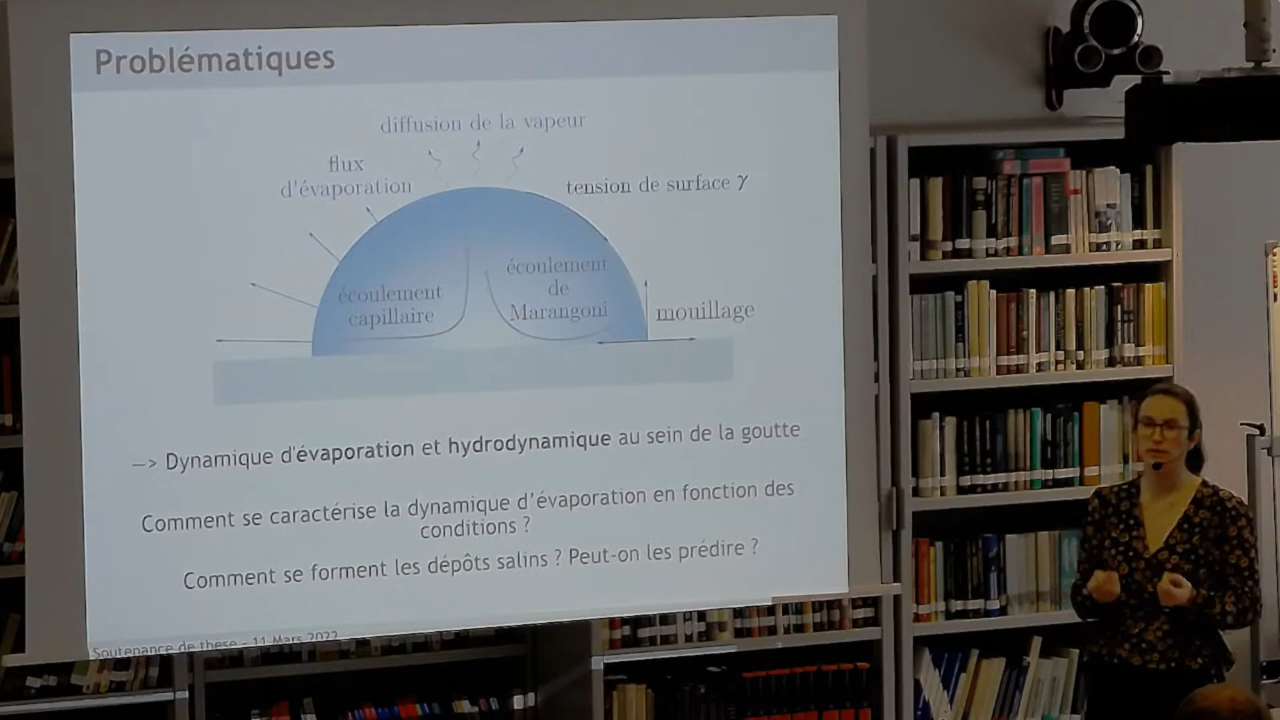 Problématiques
diffusion de la vapeur
flux
d'évaporation
tension de surface γ
écoulement
capillaire
écoulement
de
Marangoni
mouillage
—> Dynamique d'évaporation et hydrodynamique au sein de la goutte
Comment se caractérise la dynamique d'évaporation en fonction des
conditions ?
Comment se forment les dépôts salins ? Peut-on les prédire ?
Soutenance de thèse - 11 Mars 2022